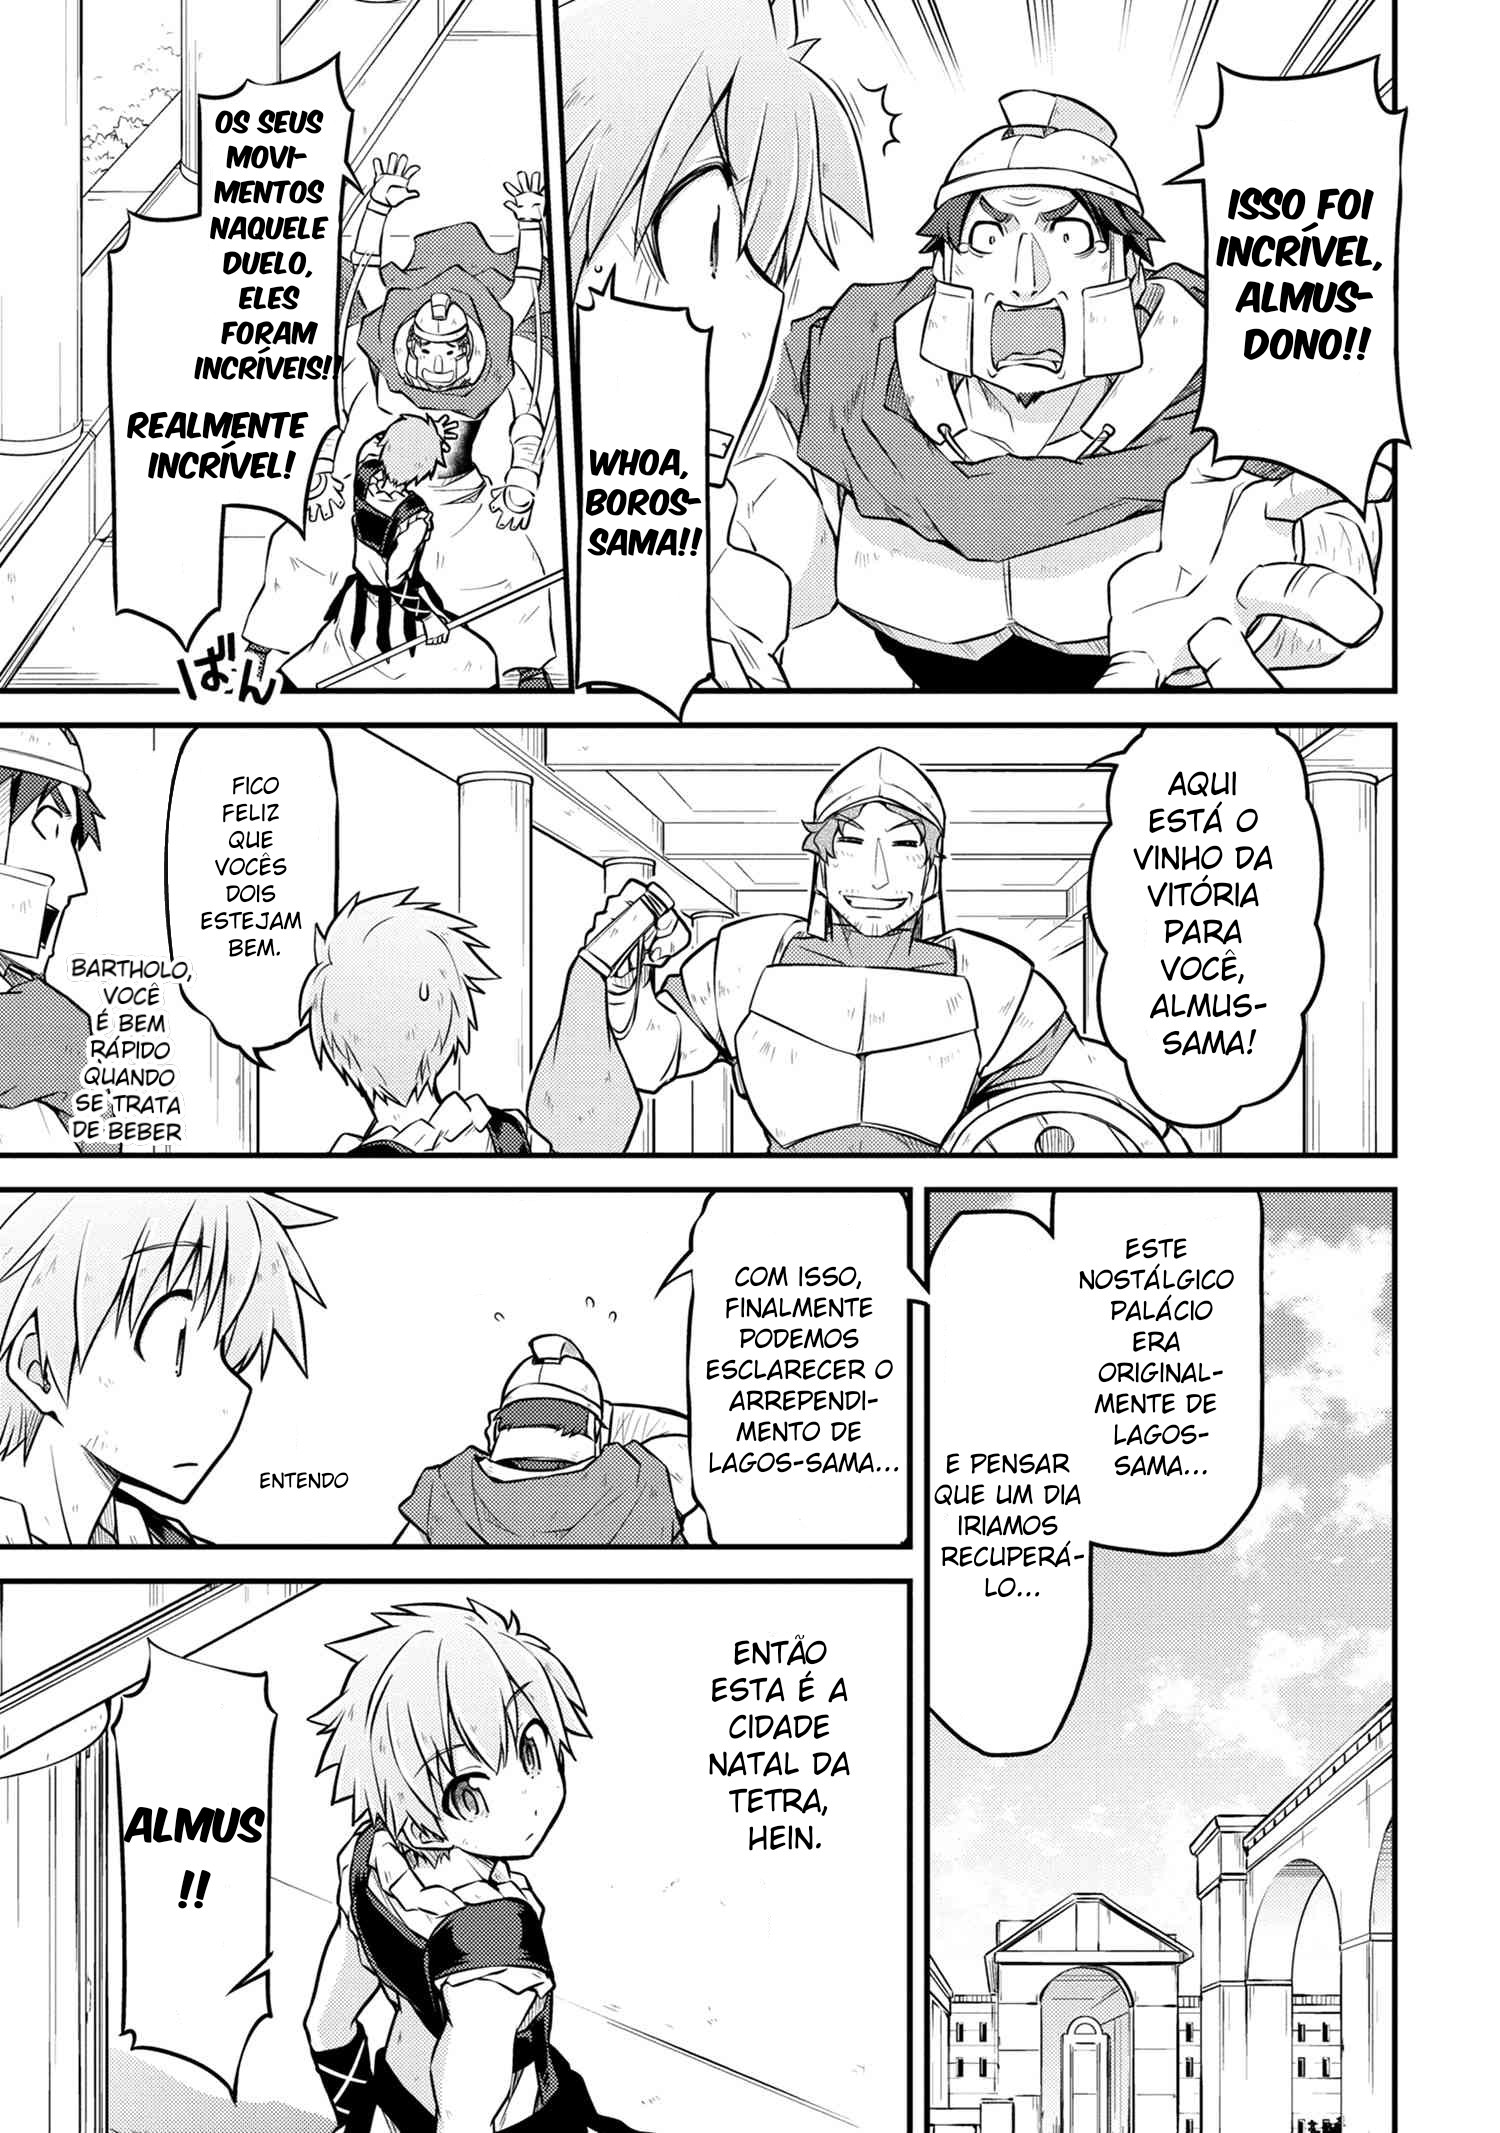 ISSO FOI
INCRÍVEL,
ALMUS-
DONO!!
WHOA,
BOROS-
SAMA!!
OS SEUS
MOVI-
MENTOS
NAQUELE
DUELO,
ELES
FORAM
INCRÍVEIS!!
REALMENTE
INCRÍVEL!
ばん
AQUI
ESTÁ O
VINHO DA
VITÓRIA
PARA
VOCÊ,
ALMUS-
SAMA!
FICO
FELIZ
QUE
VOCÊS
DOIS
ESTEJAM
BEM.
BARTHOLO,
VOCÊ
É BEM
RÁPIDO
QUANDO
SE TRATA
DE BEBER
ESTE
NOSTÁLGICO
PALÁCIO
ERA
ORIGINAL-
MENTE DE
LAGOS-
SAMA...
E PENSAR
QUE UM DIA
IRIAMOS
RECUPERÁ-
LO...
COM ISSO,
FINALMENTE
PODEMOS
ESCLARECER O
ARREPENDI-
MENTO DE
LAGOS-SAMA...
ENTENDO
ENTÃO
ESTA É A
CIDADE
NATAL DA
TETRA,
HEIN.
ALMUS
!!